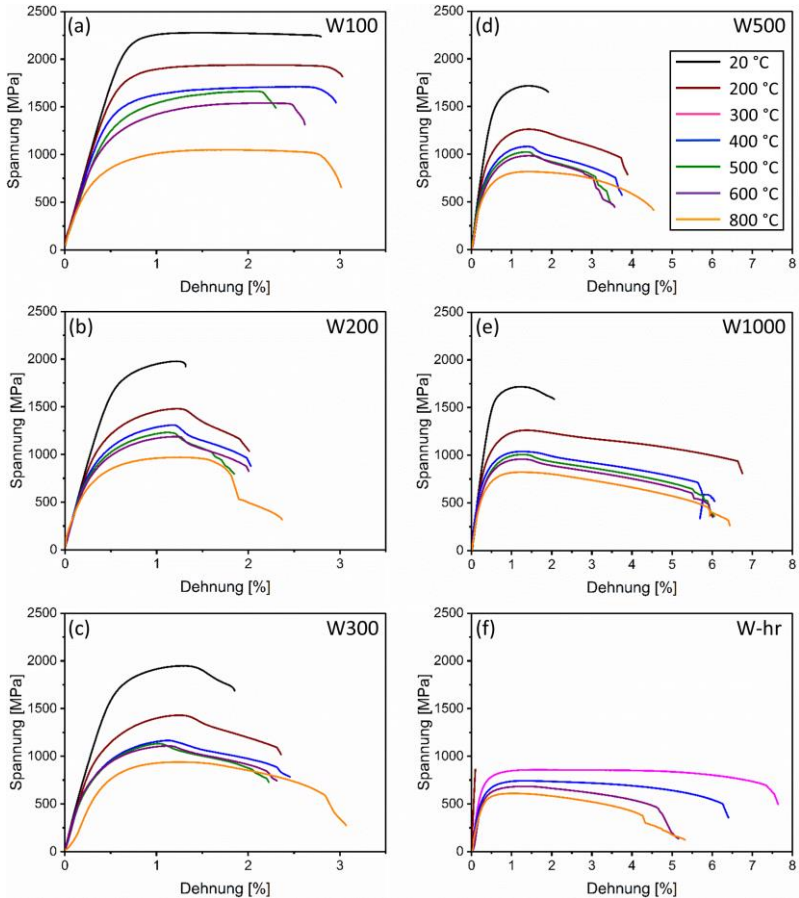 (a) W100
2500
2250
2000
1750
1500
1250
1000
750
500
250
0
Spannung [MPa]
0 1 2 3
Dehnung [%]
(d) W500
2500
2000
1500
1000
500
0
Spannung [MPa]
0 1 2 3 4 5 6 7 8
Dehnung [%]
20 °C
200 °C
300 °C
400 °C
500 °C
600 °C
800 °C
(b) W200
2500
2000
1500
1000
500
0
Spannung [MPa]
0 1 2 3
Dehnung [%]
(e) W1000
2500
2000
1500
1000
500
0
Spannung [MPa]
0 1 2 3 4 5 6 7 8
Dehnung [%]
(c) W300
2500
2000
1500
1000
500
0
Spannung [MPa]
0 1 2 3
Dehnung [%]
(f) W-hr
2500
2000
1500
1000
500
0
Spannung [MPa]
0 1 2 3 4 5 6 7 8
Dehnung [%]